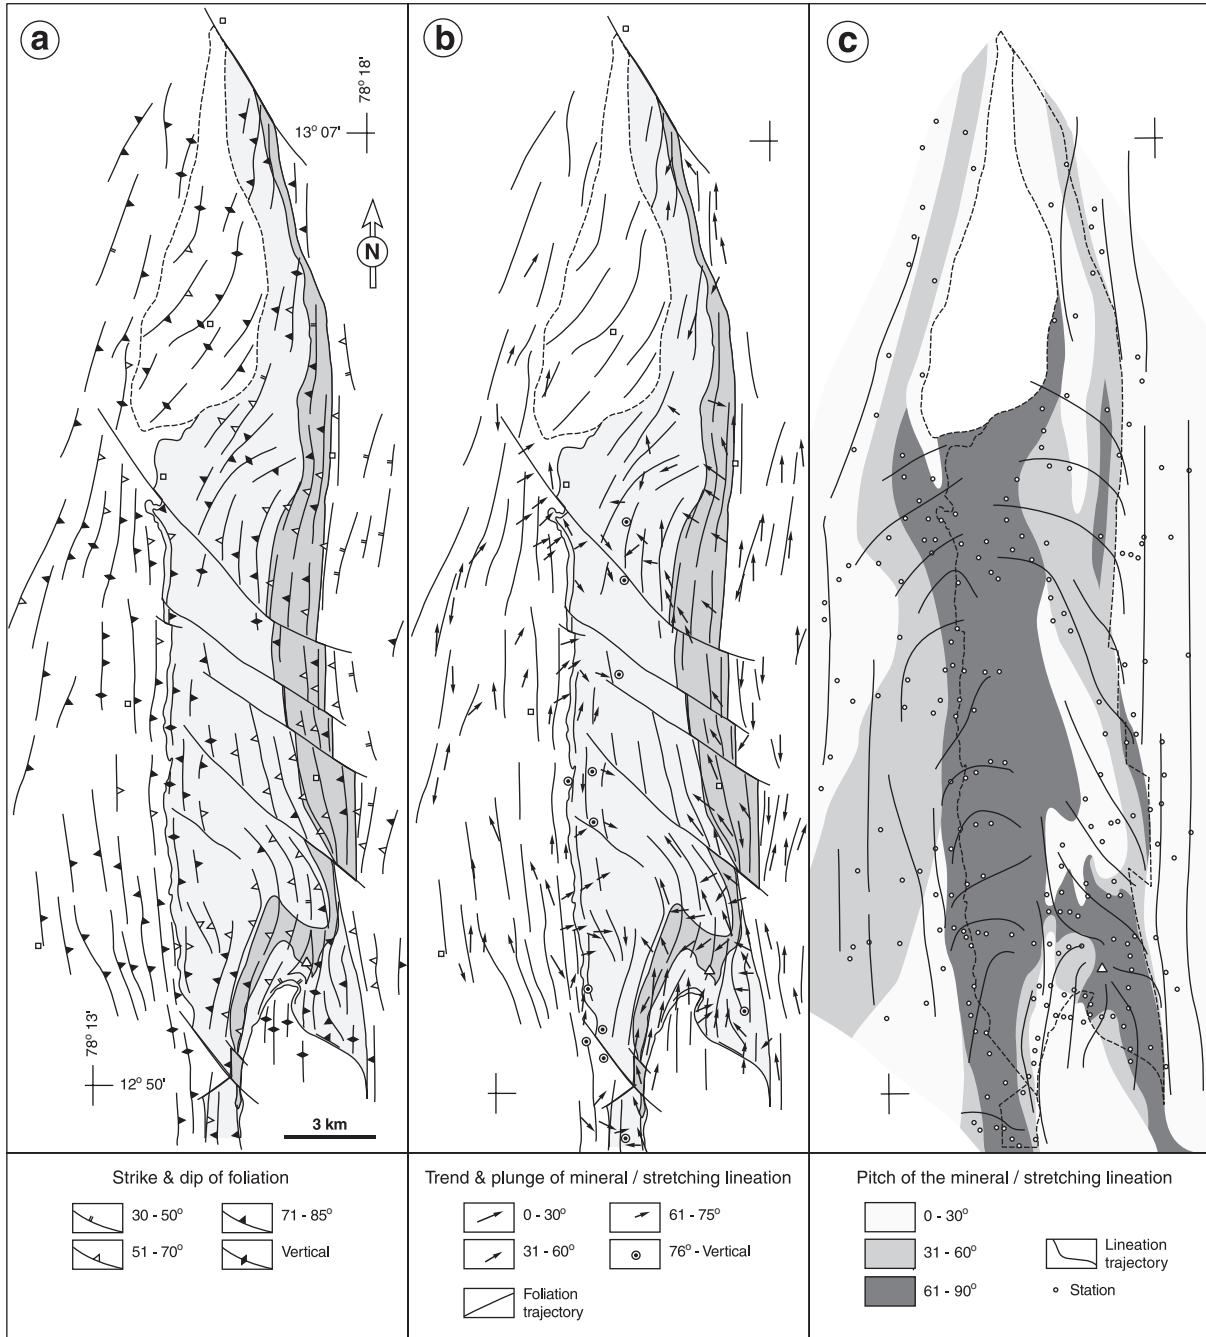 a
b
c
78° 18'
13° 07'
N
78° 13'
12° 50'
3 km
Strike & dip of foliation
30 - 50°
71 - 85°
51 - 70°
Vertical
Trend & plunge of mineral / stretching lineation
0 - 30°
61 - 75°
31 - 60°
76° - Vertical
Foliation
trajectory
Pitch of the mineral / stretching lineation
0 - 30°
31 - 60°
Lineation
trajectory
61 - 90°
Station